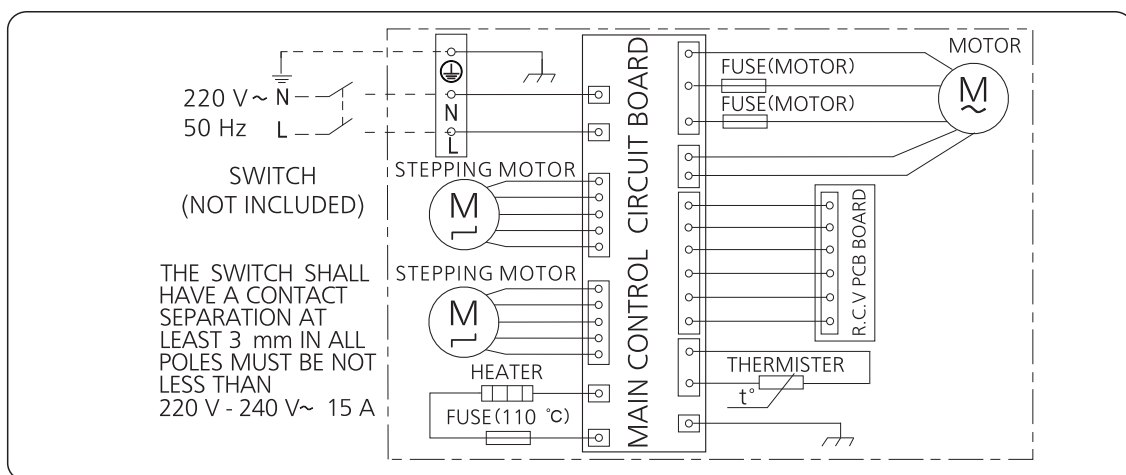 220 V~ N
50 Hz L
SWITCH
(NOT INCLUDED)
THE SWITCH SHALL
HAVE A CONTACT
SEPARATION AT
LEAST 3 mm IN ALL
POLES MUST BE NOT
LESS THAN
220 V - 240 V~ 15 A
N
L
STEPPING MOTOR
M
STEPPING MOTOR
M
HEATER
FUSE(110 °C)
MAIN CONTROL CIRCUIT BOARD
MOTOR
FUSE(MOTOR)
FUSE(MOTOR)
M
~
R.C.V PCB BOARD
THERMISTER
t°